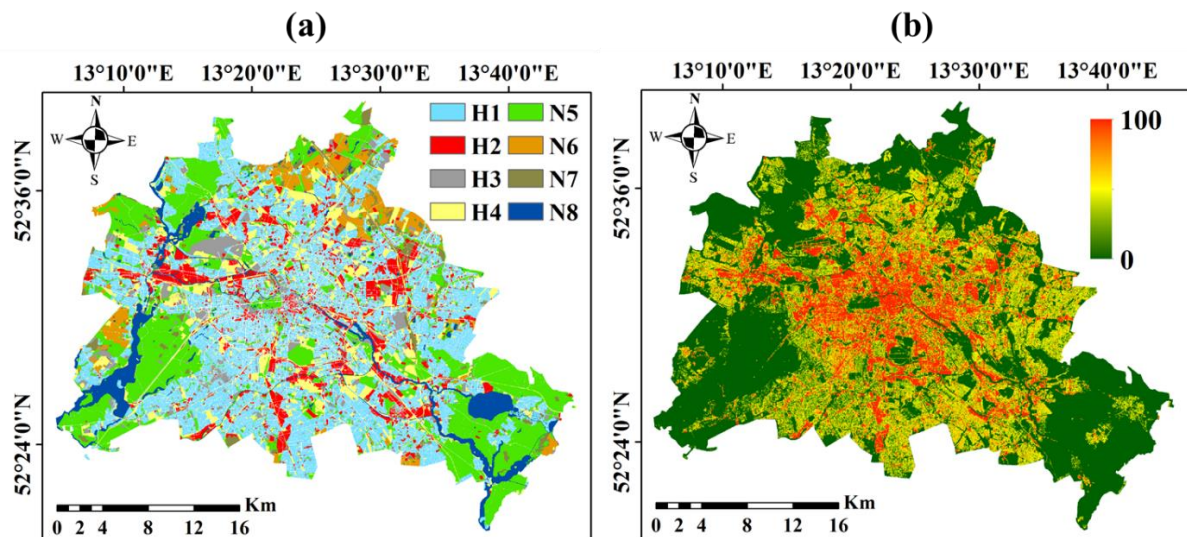 (a) (b)
13°10'0"E 13°20'0"E 13°30'0"E 13°40'0"E
13°10'0"E 13°20'0"E 13°30'0"E 13°40'0"E
N
W E
S
H1 N5
H2 N6
H3 N7
H4 N8
52°36'0"N
52°24'0"N
Km
0 2 4 8 12 16
N
W E
S
100
0
52°36'0"N
52°24'0"N
Km
0 2 4 8 12 16